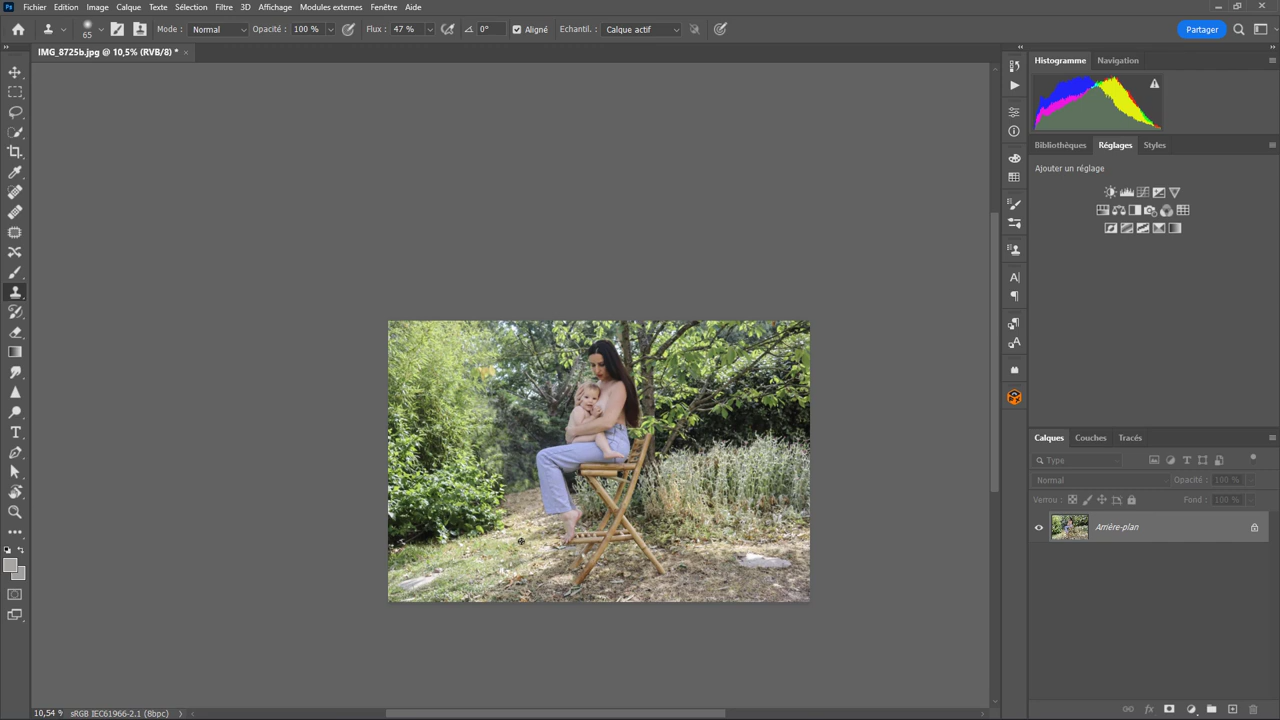 Ps Fichier Edition Image Calque Texte Sélection Filtre 3D Affichage Modules externes Fenêtre Aide
65 Mode : Normal Opacité : 100 % Flux : 47 % 0° Aligné Echantil. : Calque actif Partager
IMG_8725b.jpg @ 10,5% (RVB/8) * ×
Histogramme Navigation
Bibliothèques Réglages Styles
Ajouter un réglage
Calques Couches Tracés
Type
Normal Opacité : 100 %
Verrou : Fond : 100 %
Arrière-plan
fx
10,54 % sRGB IEC61966-2.1 (8bpc)